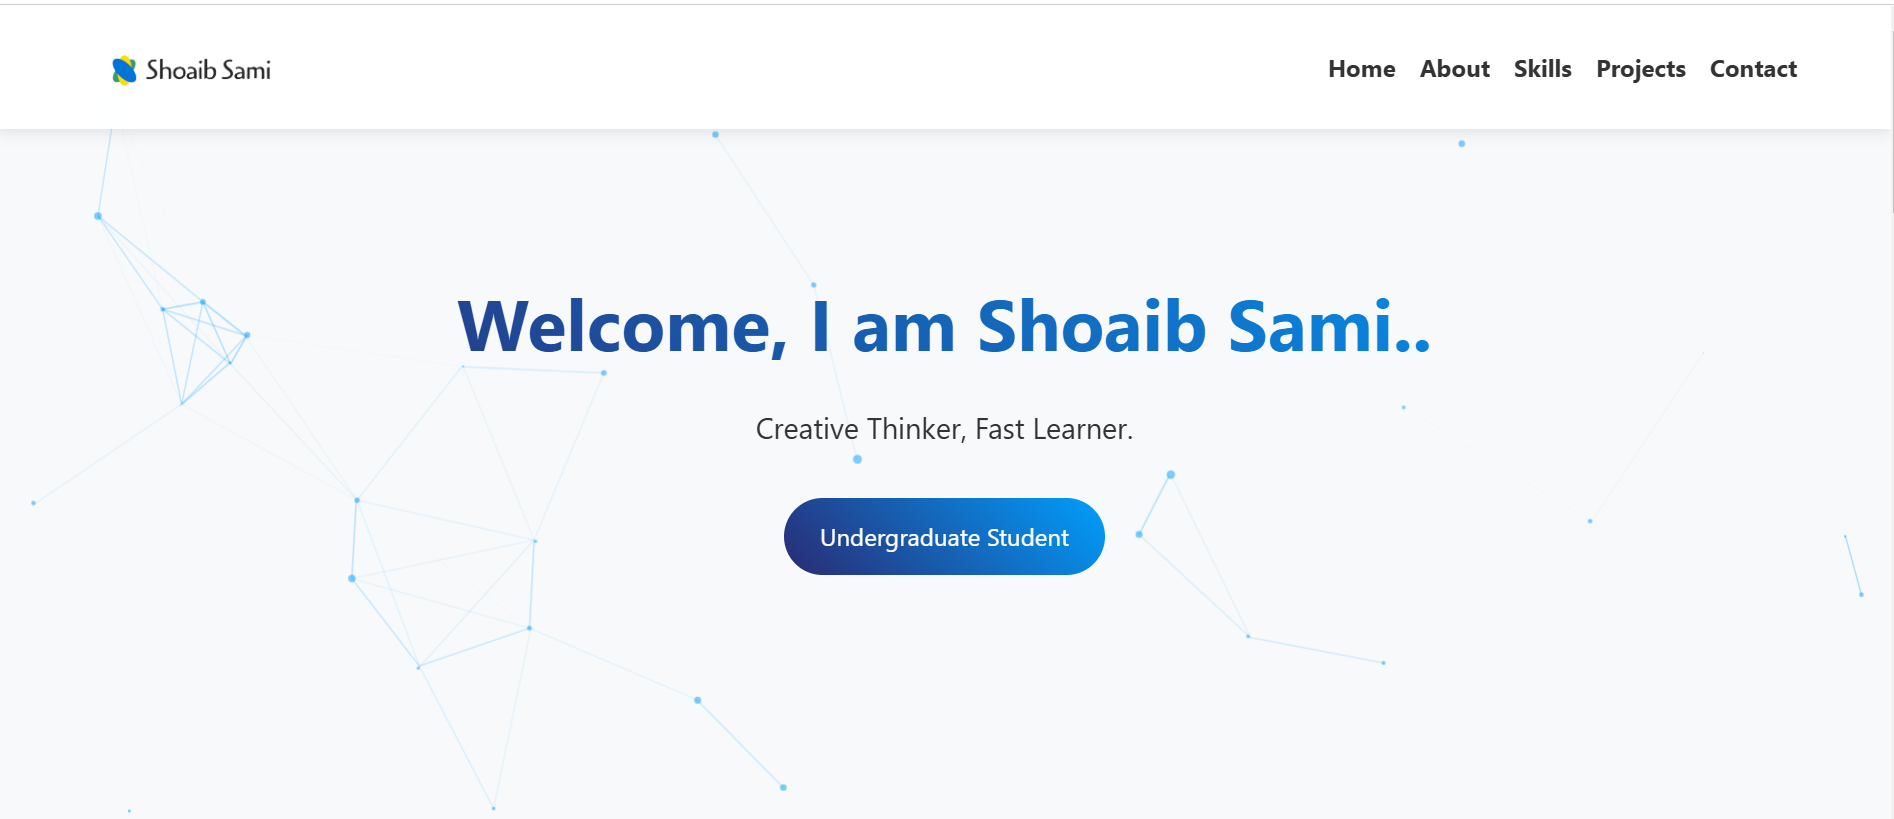 Shoaib Sami
Home About Skills Projects Contact
Welcome, I am Shoaib Sami..
Creative Thinker, Fast Learner.
Undergraduate Student